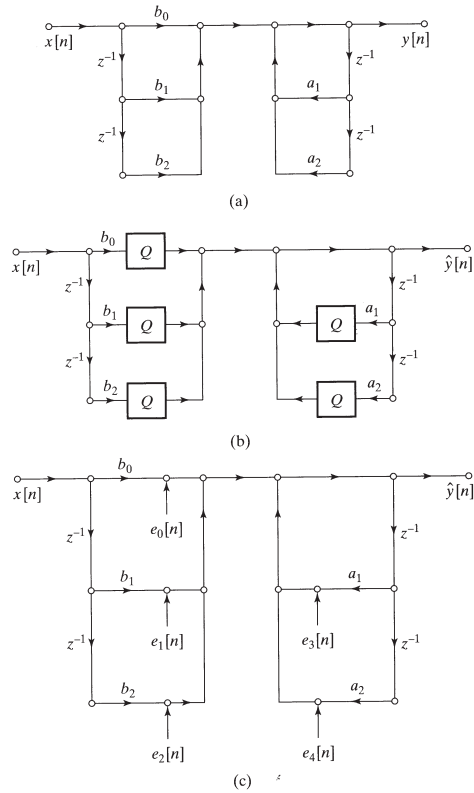 b₀
x[n] y[n]
z⁻¹
b₁ a₁
z⁻¹ z⁻¹
b₂ a₂
(a)
b₀ Q
x[n] ŷ[n]
z⁻¹ z⁻¹
b₁ Q Q a₁
z⁻¹ z⁻¹
b₂ Q Q a₂
(b)
b₀
x[n] ŷ[n]
e₀[n]
z⁻¹ z⁻¹
b₁ a₁
e₁[n] e₃[n]
z⁻¹ z⁻¹
b₂ a₂
e₂[n] e₄[n]
(c)